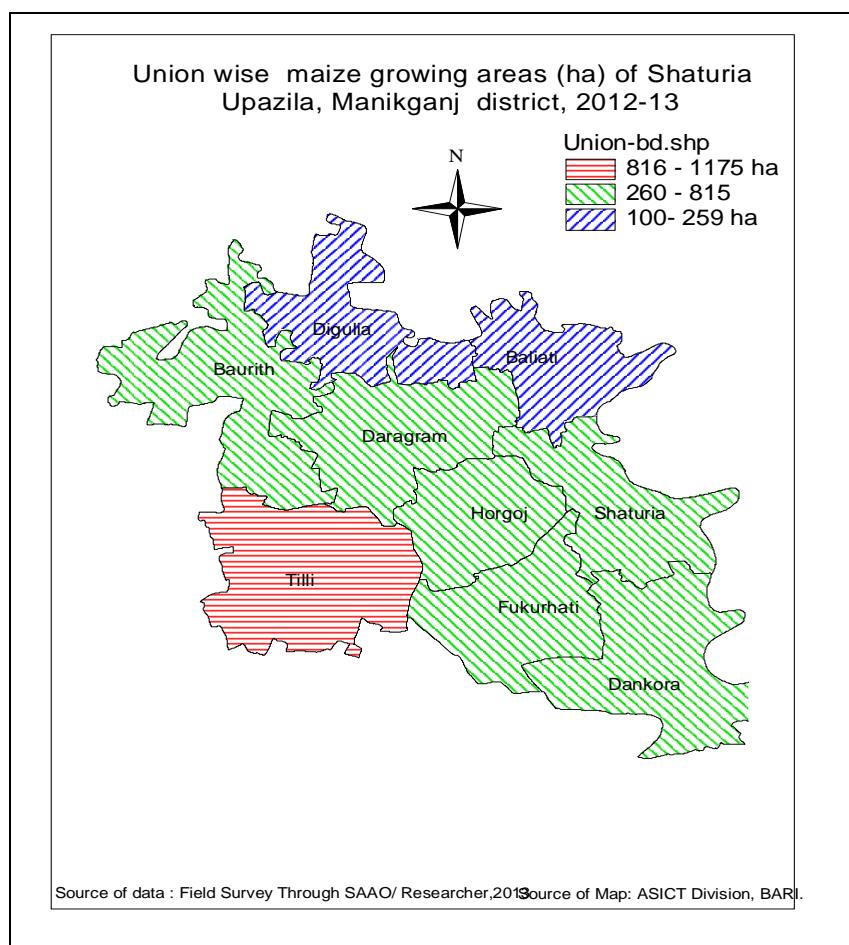 Union wise maize growing areas (ha) of Shaturia
Upazila, Manikganj district, 2012-13
Union-bd.shp
816 - 1175 ha
260 - 815
100- 259 ha
N
Digulia
Baliati
Baurith
Daragram
Horgoj
Shaturia
Tilli
Fukurhati
Dankora
Source of data : Field Survey Through SAAO/ Researcher,2013
Source of Map: ASICT Division, BARI.